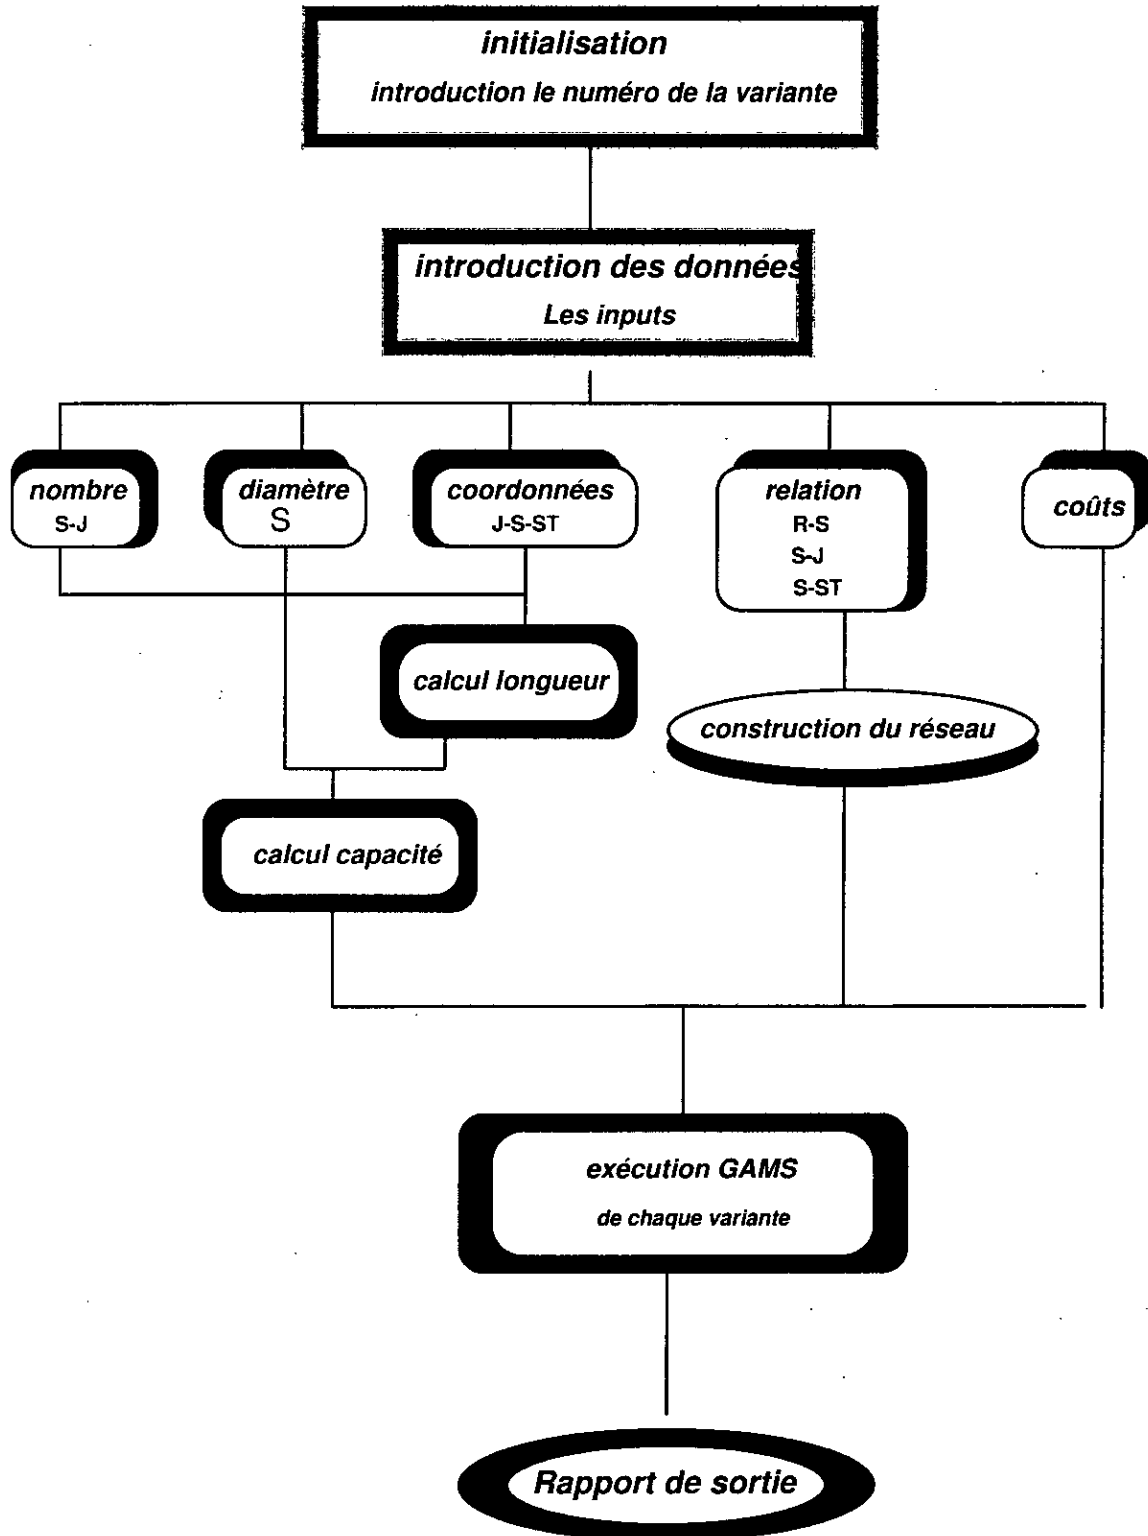 initialisation
introduction le numéro de la variante
introduction des données
Les inputs
nombre
S-J
diamètre
S
coordonnées
J-S-ST
relation
R-S
S-J
S-ST
coûts
calcul longueur
construction du réseau
calcul capacité
exécution GAMS
de chaque variante
Rapport de sortie